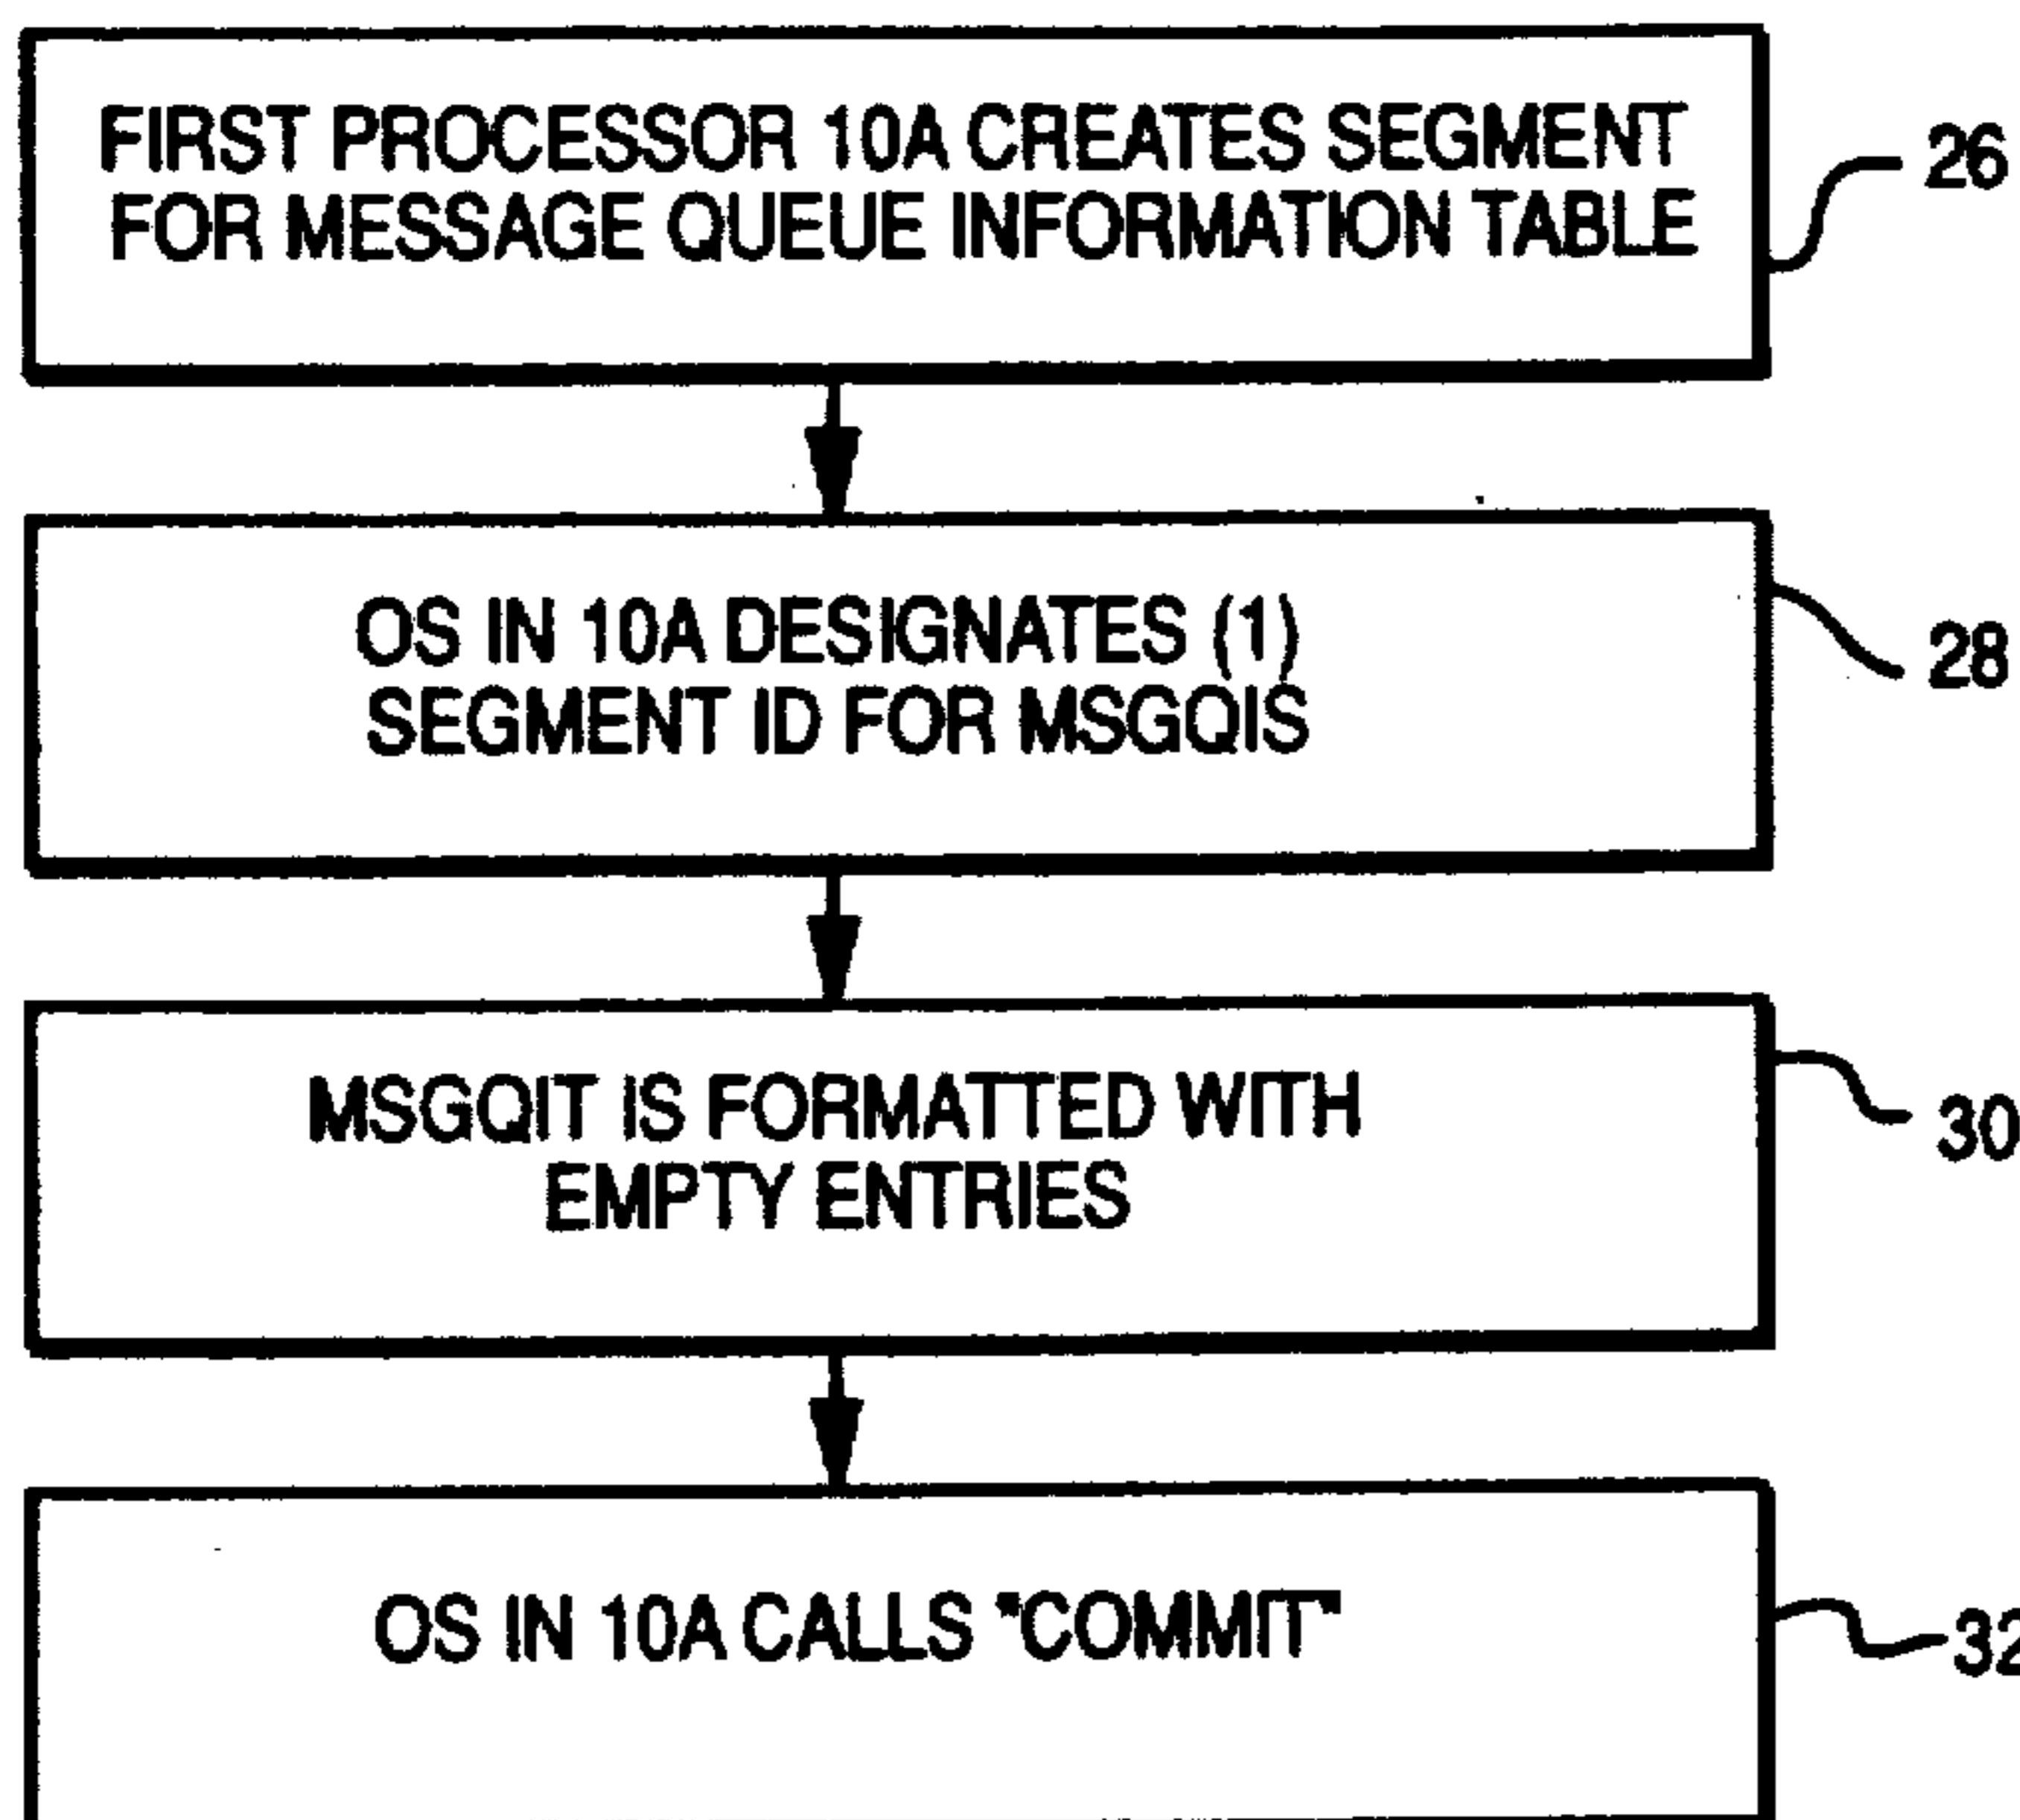 FIRST PROCESSOR 10A CREATES SEGMENT
FOR MESSAGE QUEUE INFORMATION TABLE
26
OS IN 10A DESIGNATES (1)
SEGMENT ID FOR MSGQIS
28
MSGQIT IS FORMATTED WITH
EMPTY ENTRIES
30
OS IN 10A CALLS "COMMIT"
32